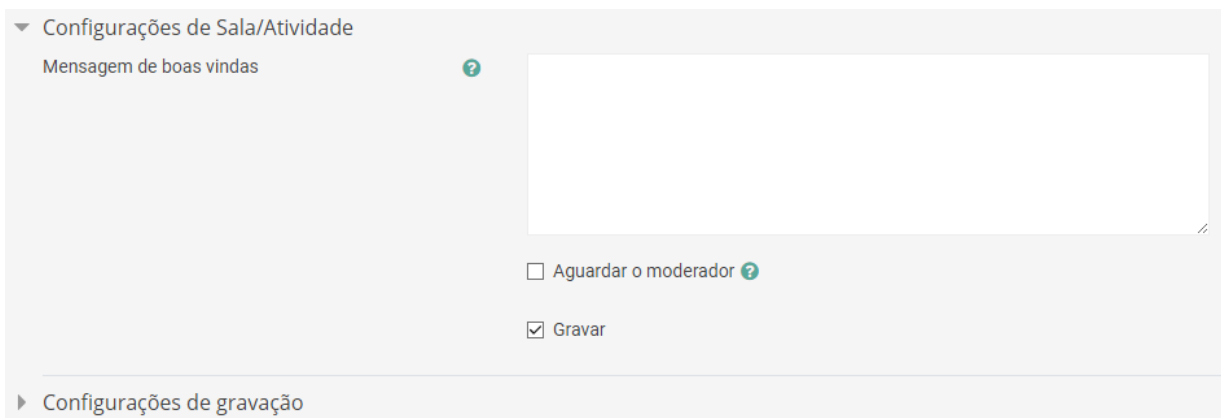 Configurações de Sala/Atividade
Mensagem de boas vindas
Aguardar o moderador
Gravar
Configurações de gravação